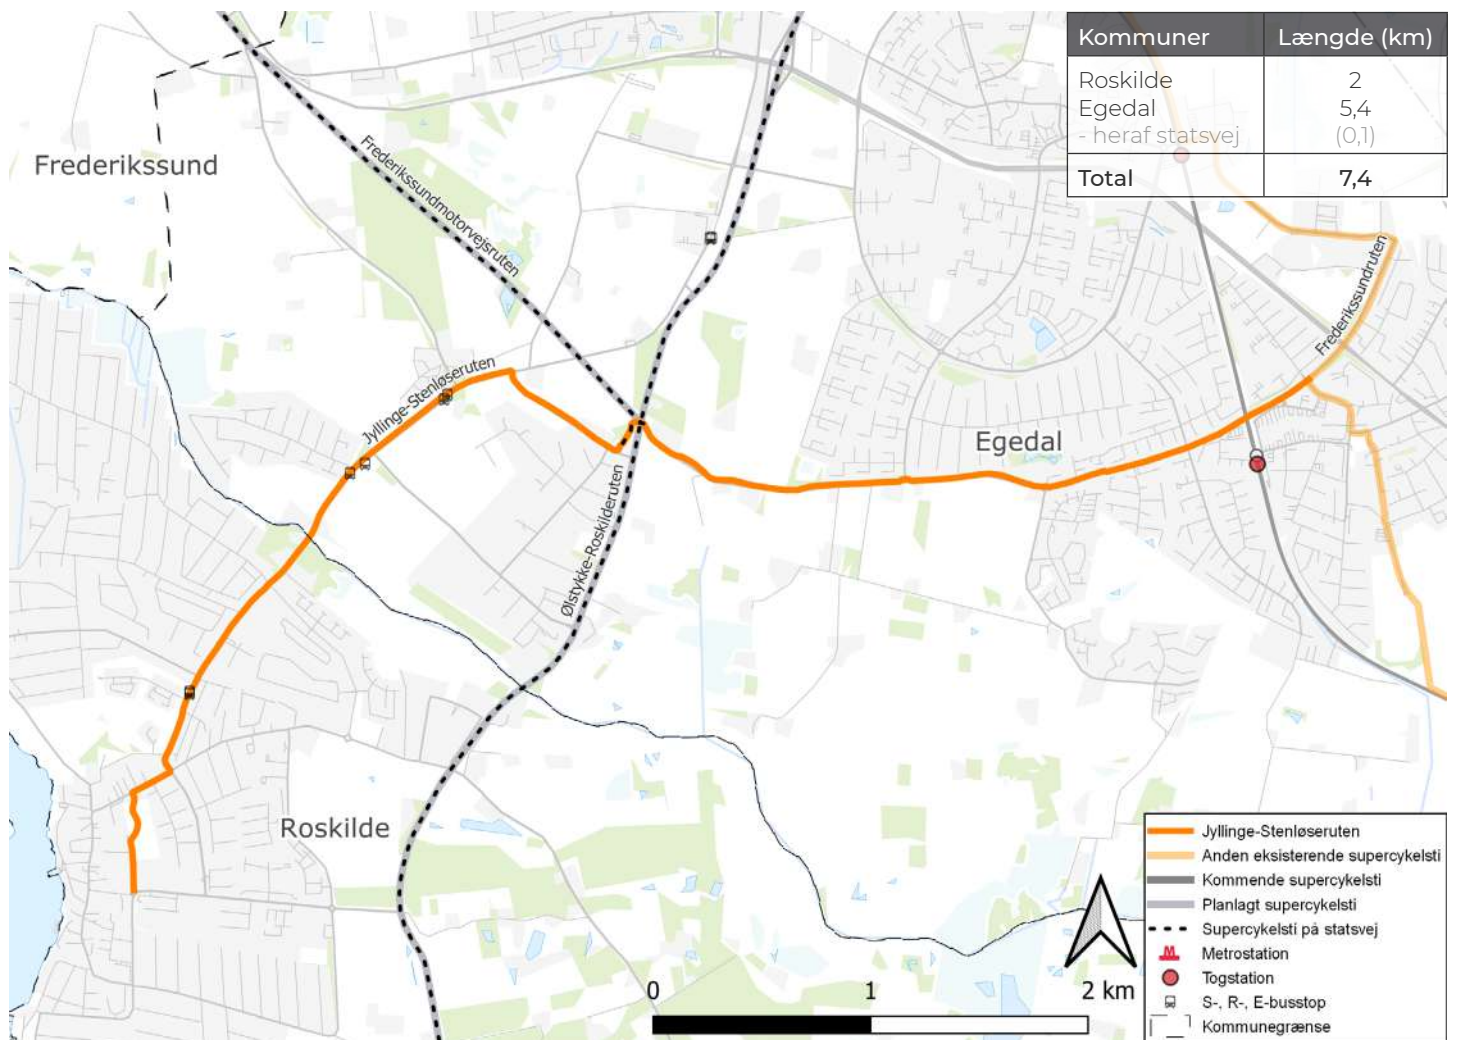 Kommuner Længde (km)
Roskilde 2
Egedal 5,4
- heraf statsvej (0,1)
Total 7,4
Frederikssund
Frederikssundmotorvejsruten
Frederikssundruten
Jyllinge-Stenløseruten
Egedal
Ølstykke-Roskilderuten
Roskilde
Jyllinge-Stenløseruten
Anden eksisterende supercykelsti
Kommende supercykelsti
Planlagt supercykelsti
Supercykelsti på statsvej
M Metrostation
Togstation
S-, R-, E-busstop
Kommunegrænse
0 1 2 km